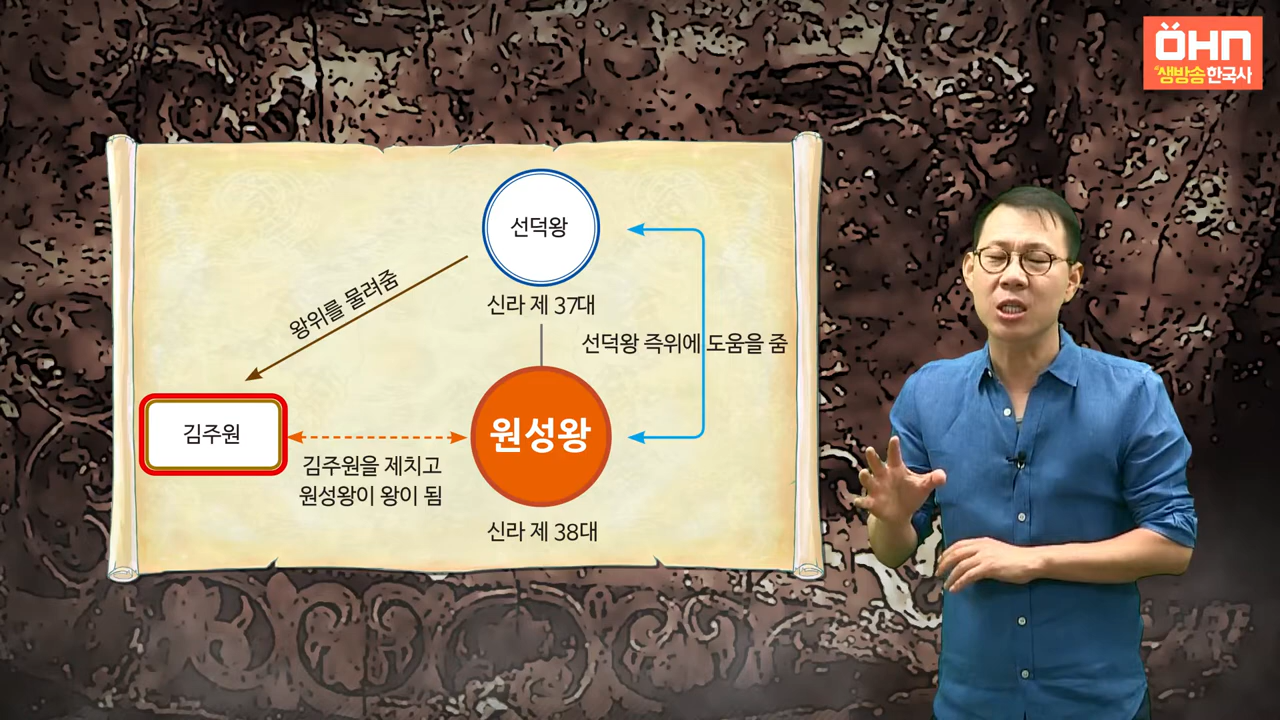 ÖHN
생방송 한국사
선덕왕
신라 제 37대
왕위를 물려줌
선덕왕 즉위에 도움을 줌
김주원
원성왕
김주원을 제치고
원성왕이 왕이 됨
신라 제 38대